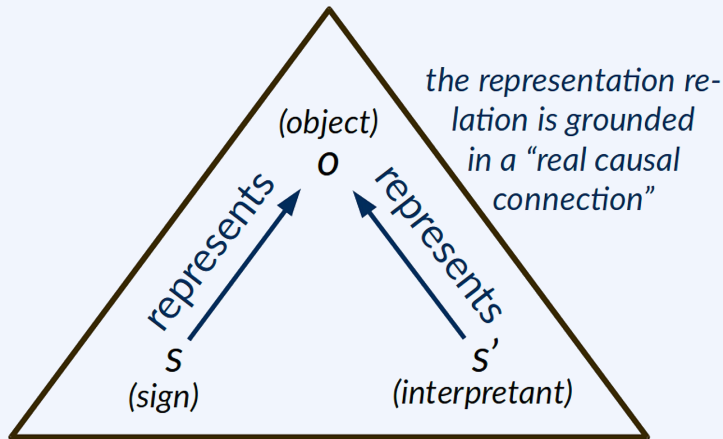 the representation re-
lation is grounded
in a “real causal
connection”
(object)
o
represents
represents
s
(sign)
s’
(interpretant)